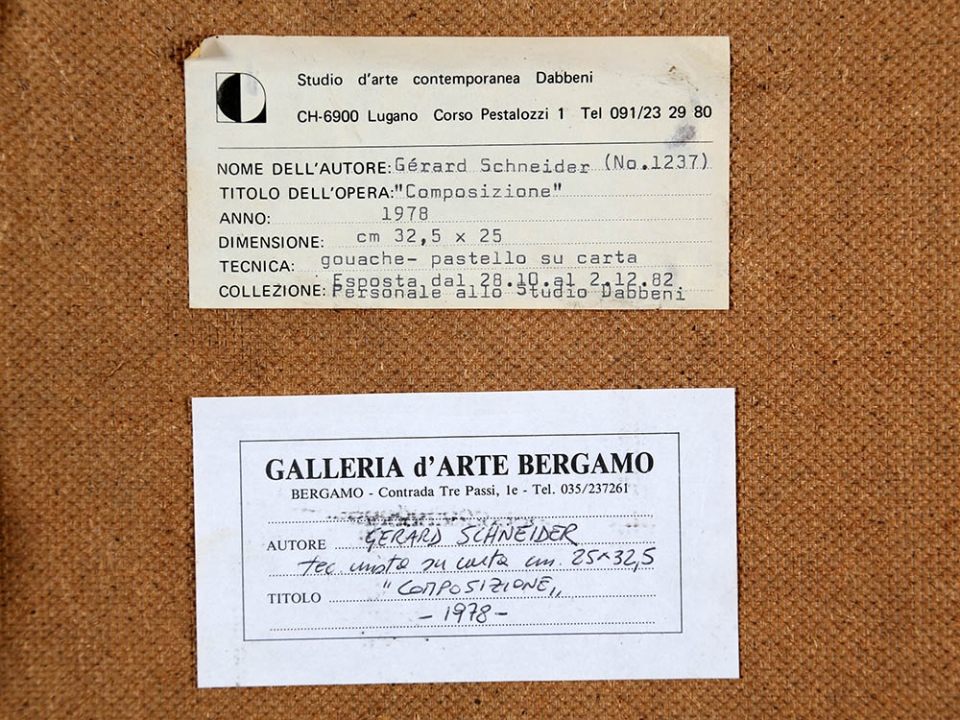 Studio d'arte contemporanea Dabbeni
CH-6900 Lugano Corso Pestalozzi 1 Tel 091/23 29 80
NOME DELL'AUTORE: Gérard Schneider (No.1237)
TITOLO DELL'OPERA: "Composizione"
ANNO: 1978
DIMENSIONE: cm 32,5 x 25
TECNICA: gouache- pastello su carta
Esposta dal 28.10.al 2.12.82
COLLEZIONE: Personale allo Studio Dabbeni
GALLERIA d'ARTE BERGAMO
BERGAMO - Contrada Tre Passi, 1e - Tel. 035/237261
AUTORE GERARD SCHNEIDER
tec. mista su carta cm. 25×32,5
TITOLO "COMPOSIZIONE"
- 1978 -